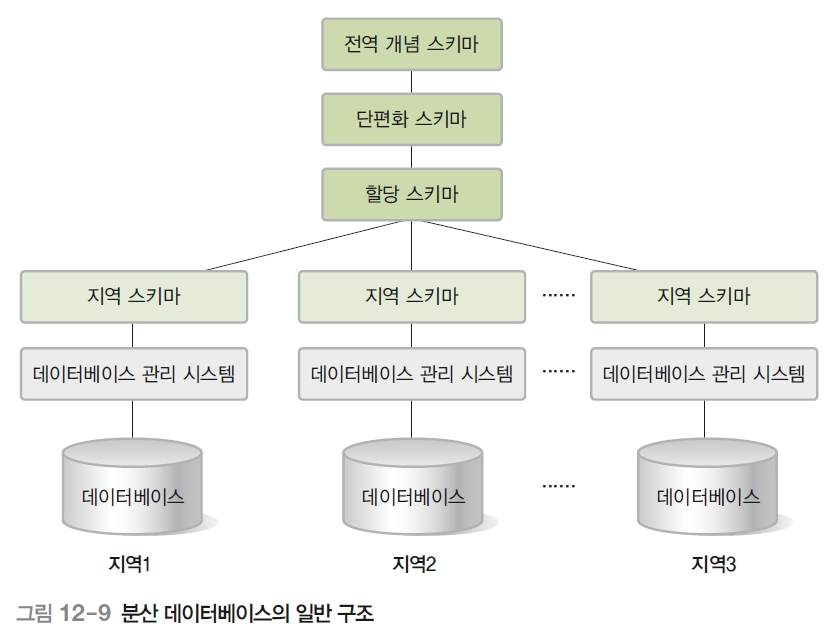 전역 개념 스키마
단편화 스키마
할당 스키마
지역 스키마
지역 스키마
......
지역 스키마
데이터베이스 관리 시스템
데이터베이스 관리 시스템
......
데이터베이스 관리 시스템
데이터베이스
데이터베이스
......
데이터베이스
지역1
지역2
지역3
그림 12-9 분산 데이터베이스의 일반 구조